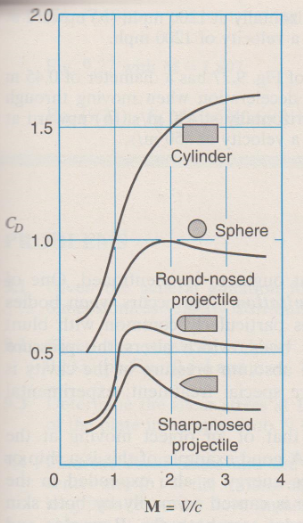 2.0
1.5
Cylinder
C_D
Sphere
1.0
Round-nosed
projectile
0.5
Sharp-nosed
projectile
0 1 2 3 4
M = V/c